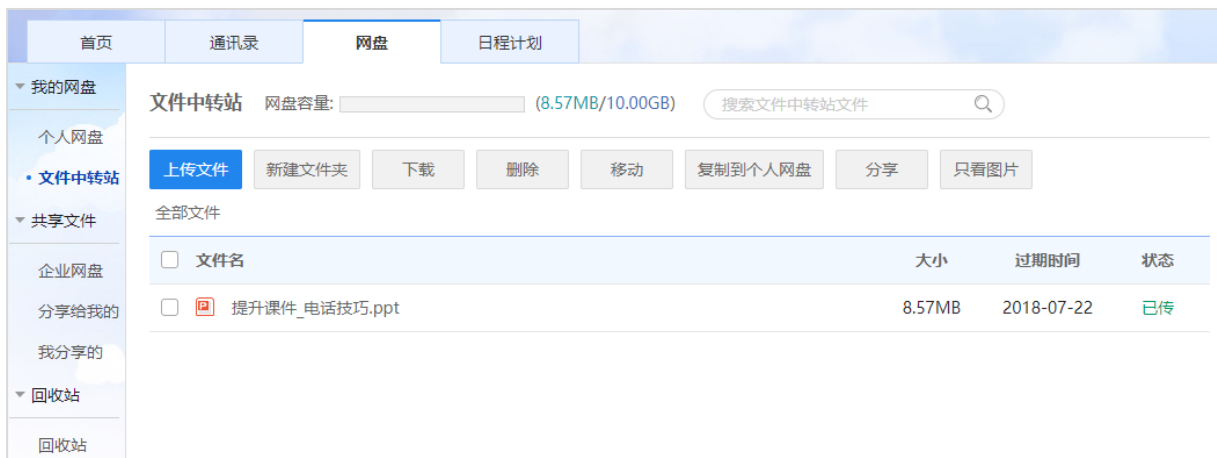 首页 通讯录 网盘 日程计划
我的网盘
个人网盘
文件中转站
共享文件
企业网盘
分享给我的
我分享的
回收站
回收站
文件中转站 网盘容量: (8.57MB/10.00GB) 搜索文件中转站文件
上传文件 新建文件夹 下载 删除 移动 复制到个人网盘 分享 只看图片
全部文件
文件名 大小 过期时间 状态
提升课件_电话技巧.ppt 8.57MB 2018-07-22 已传